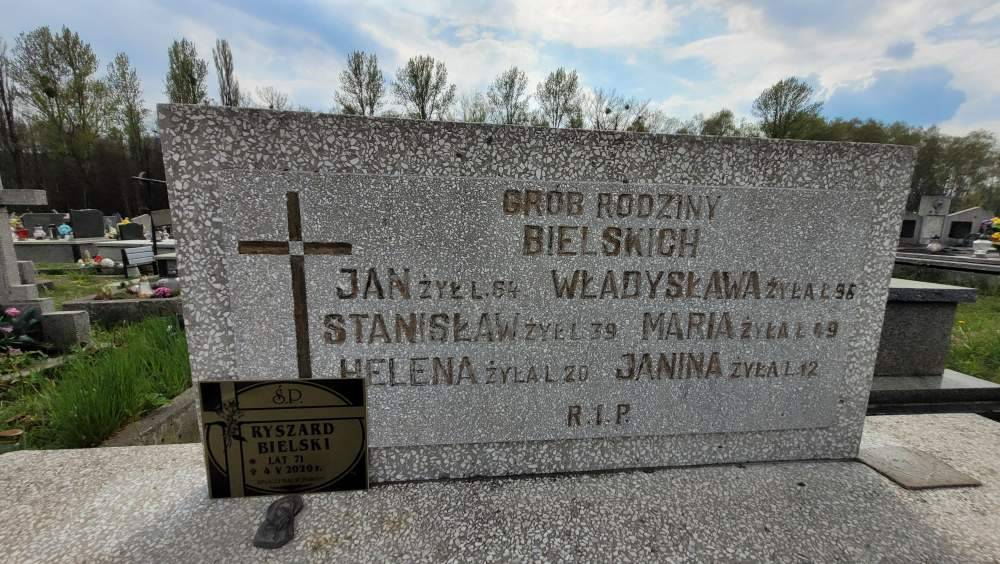 GRÓB RODZINY
BIELSKICH
JAN ŻYŁ L.64 WŁADYSŁAWA ŻYŁA L.96
STANISŁAW ŻYŁ L.39 MARIA ŻYŁA L.49
HELENA ŻYŁA L.20 JANINA ŻYŁA L.12
R.I.P.
Ś.P.
RYSZARD
BIELSKI
LAT 71
4 V 2020 r.